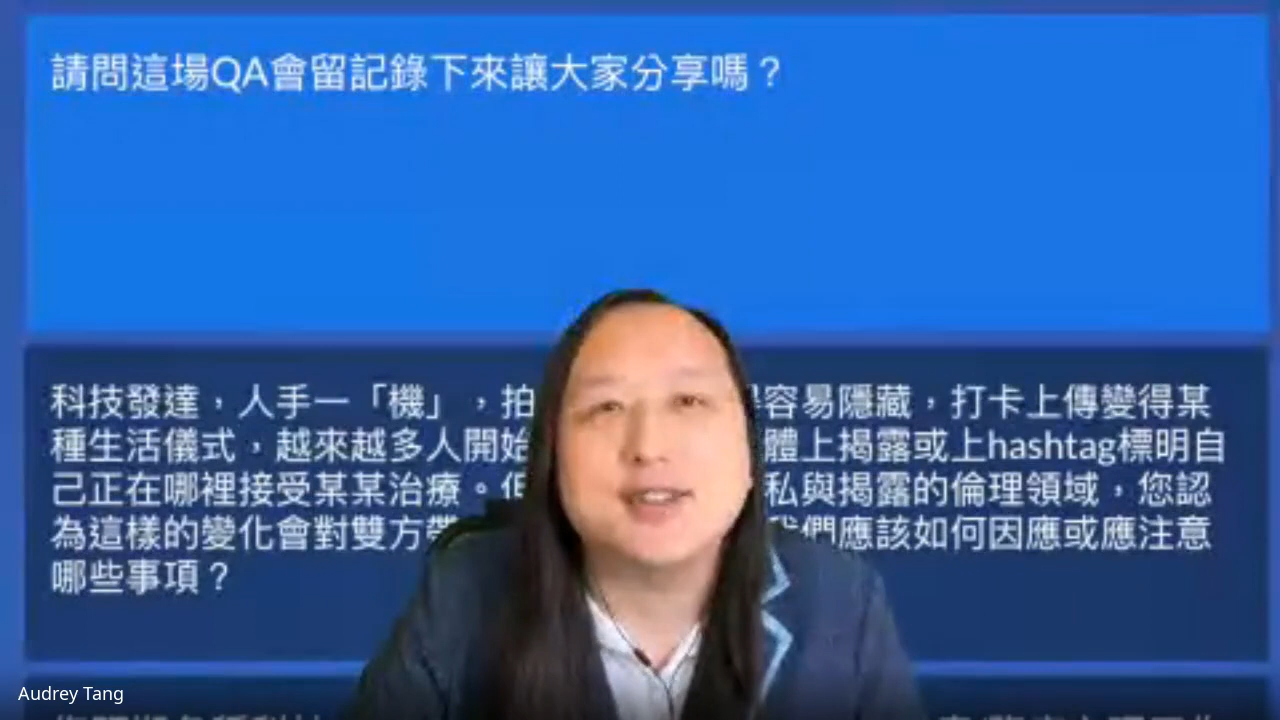 請問這場QA會留記錄下來讓大家分享嗎？
科技發達，人手一「機」，拍 容易隱藏，打卡上傳變得某
種生活儀式，越來越多人開始 體上揭露或上hashtag標明自
己正在哪裡接受某某治療。但 私與揭露的倫理領域，您認
為這樣的變化會對雙方帶 我們應該如何因應或應注意
哪些事項？
Audrey Tang